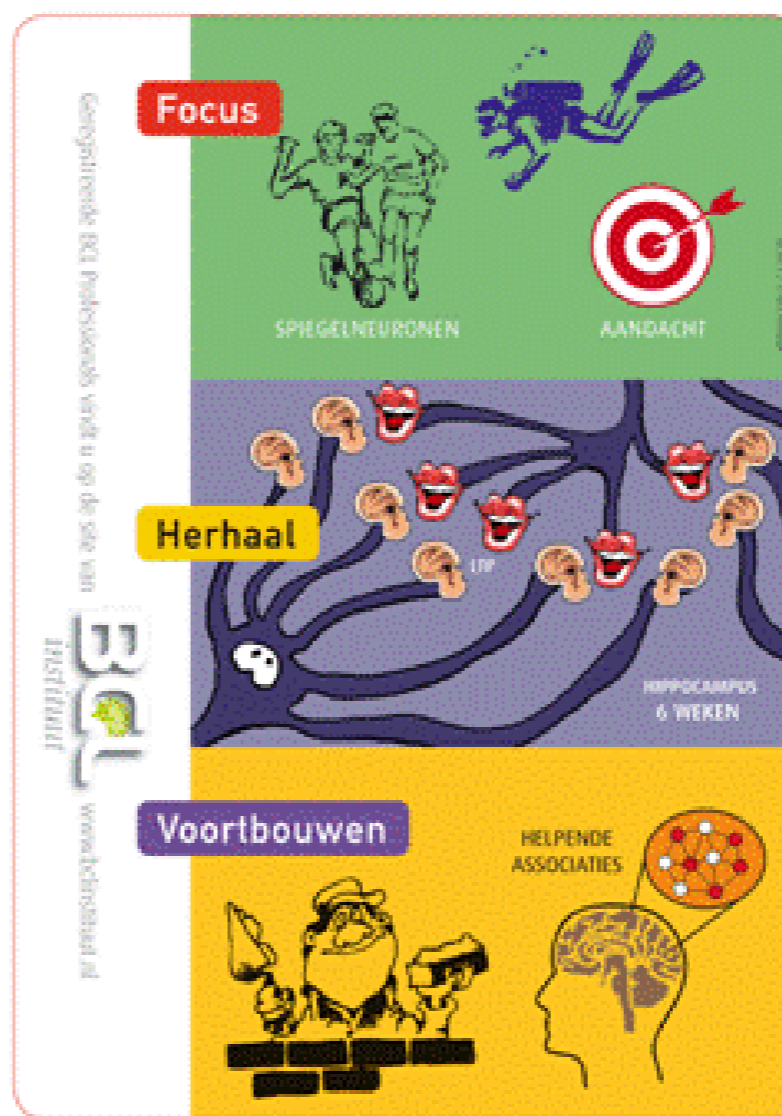 Focus
SPIEGELNEURONEN
AANDACHT
Herhaal
LTP
HIPPOCAMPUS
6 WEKEN
Voortbouwen
HELPENDE
ASSOCIATIES
Geregistreerde BCL Professionals vindt u op de site van
BCL
Instituut
www.bclinstituut.nl